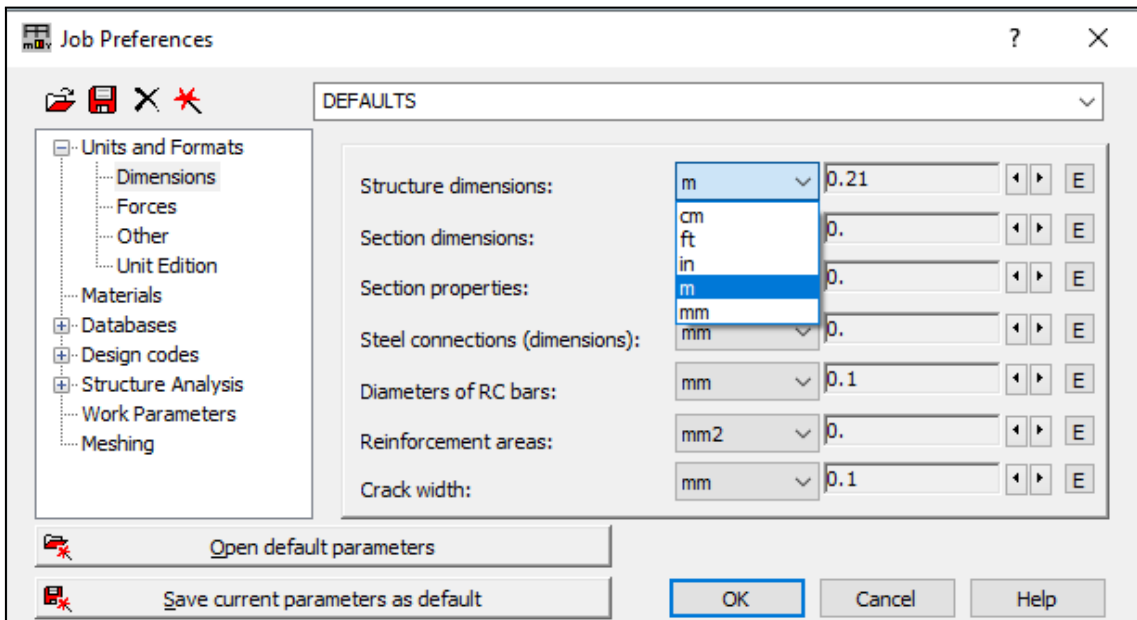 Job Preferences
?
DEFAULTS
Units and Formats
Dimensions
Forces
Other
Unit Edition
Materials
Databases
Design codes
Structure Analysis
Work Parameters
Meshing
Structure dimensions: m 0.21 E
cm
ft
in
m
mm
Section dimensions: 0. E
Section properties: 0. E
Steel connections (dimensions): mm 0. E
Diameters of RC bars: mm 0.1 E
Reinforcement areas: mm2 0. E
Crack width: mm 0.1 E
Open default parameters
Save current parameters as default
OK Cancel Help